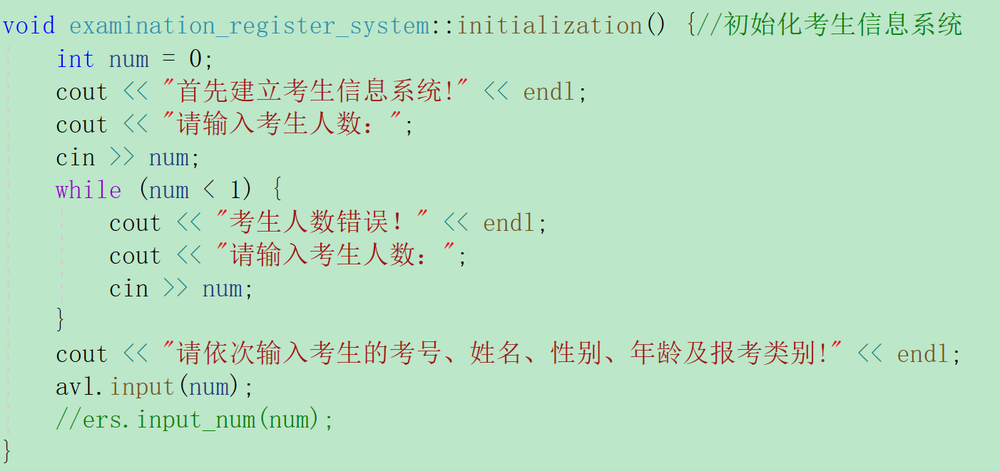 void examination_register_system::initialization() {//初始化考生信息系统
    int num = 0;
    cout << "首先建立考生信息系统!" << endl;
    cout << "请输入考生人数：";
    cin >> num;
    while (num < 1) {
        cout << "考生人数错误！" << endl;
        cout << "请输入考生人数：";
        cin >> num;
    }
    cout << "请依次输入考生的考号、姓名、性别、年龄及报考类别!" << endl;
    avl.input(num);
    //ers.input_num(num);
}